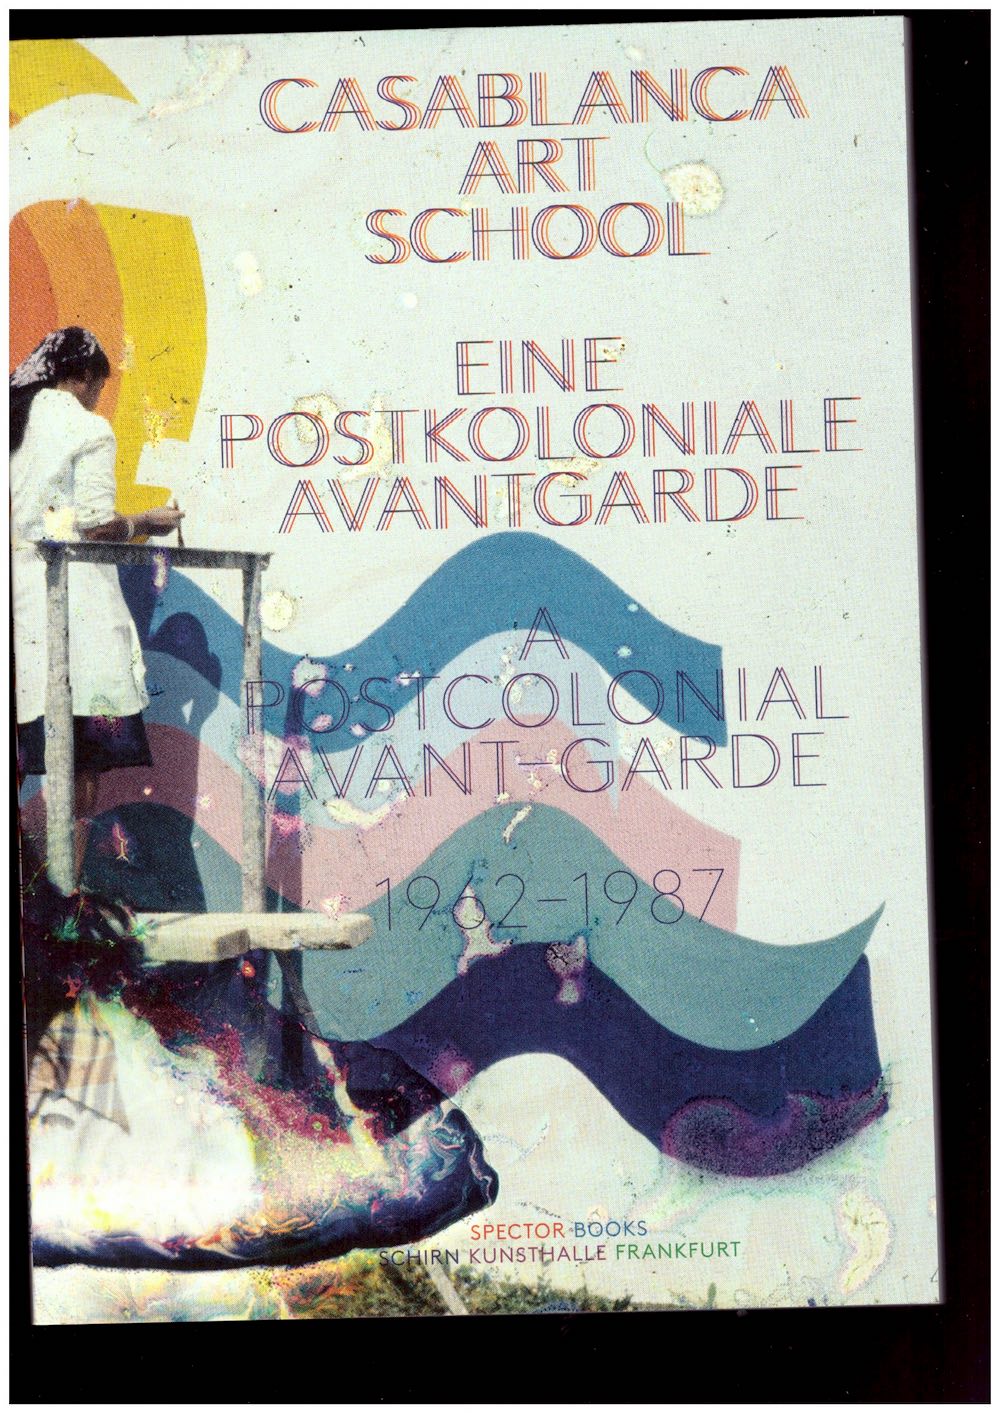 CASABLANCA
ART
SCHOOL
EINE
POSTKOLONIALE
AVANTGARDE
A
POSTCOLONIAL
AVANT-GARDE
1962–1987
SPECTOR BOOKS
SCHIRN KUNSTHALLE FRANKFURT